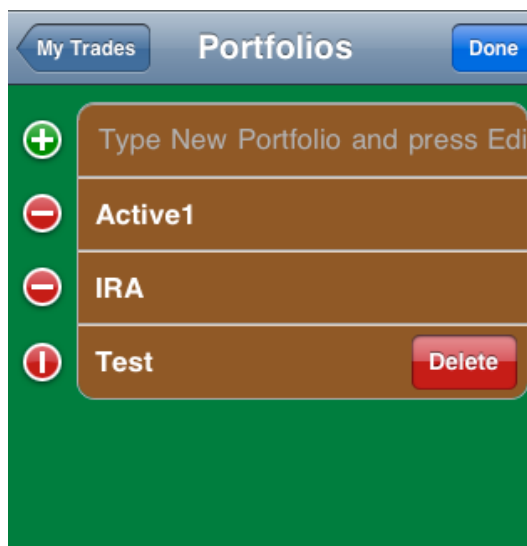 My Trades
Portfolios
Done
Type New Portfolio and press Edi
Active1
IRA
Test
Delete